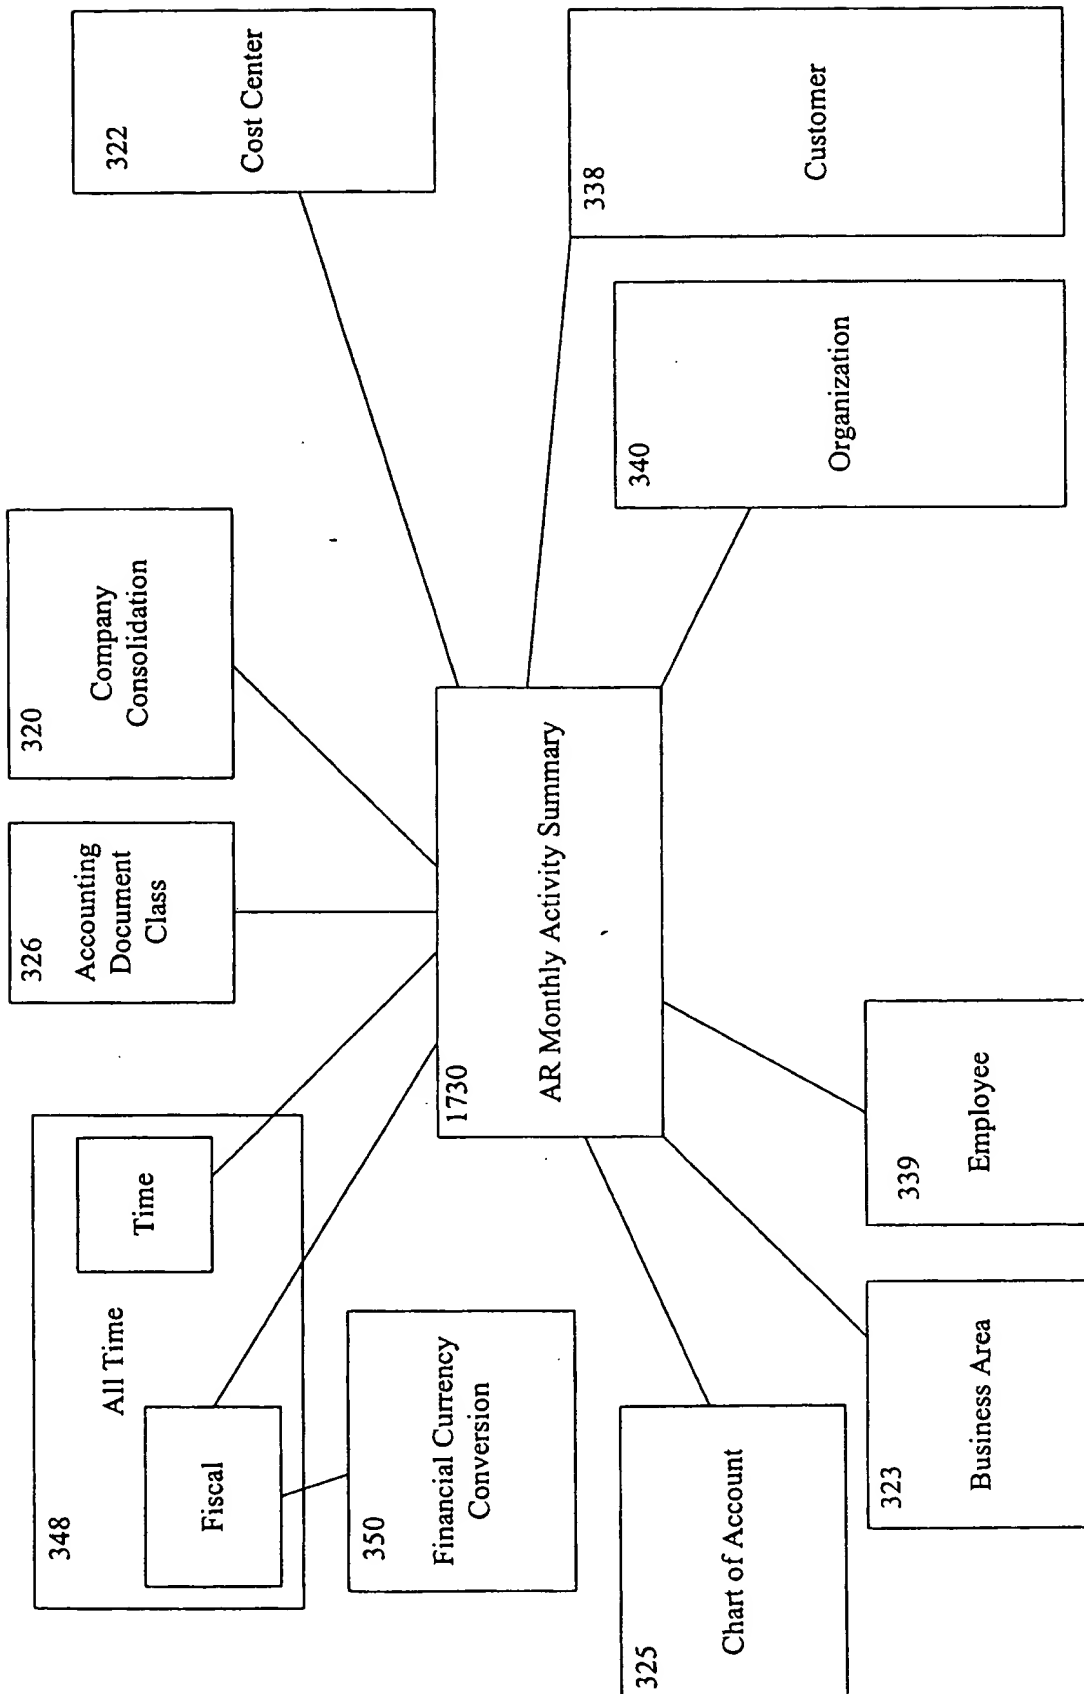 348
All Time
Fiscal
Time
326
Accounting
Document
Class
320
Company
Consolidation
322
Cost Center
350
Financial Currency
Conversion
1730
AR Monthly Activity Summary
325
Chart of Account
323
Business Area
339
Employee
340
Organization
338
Customer